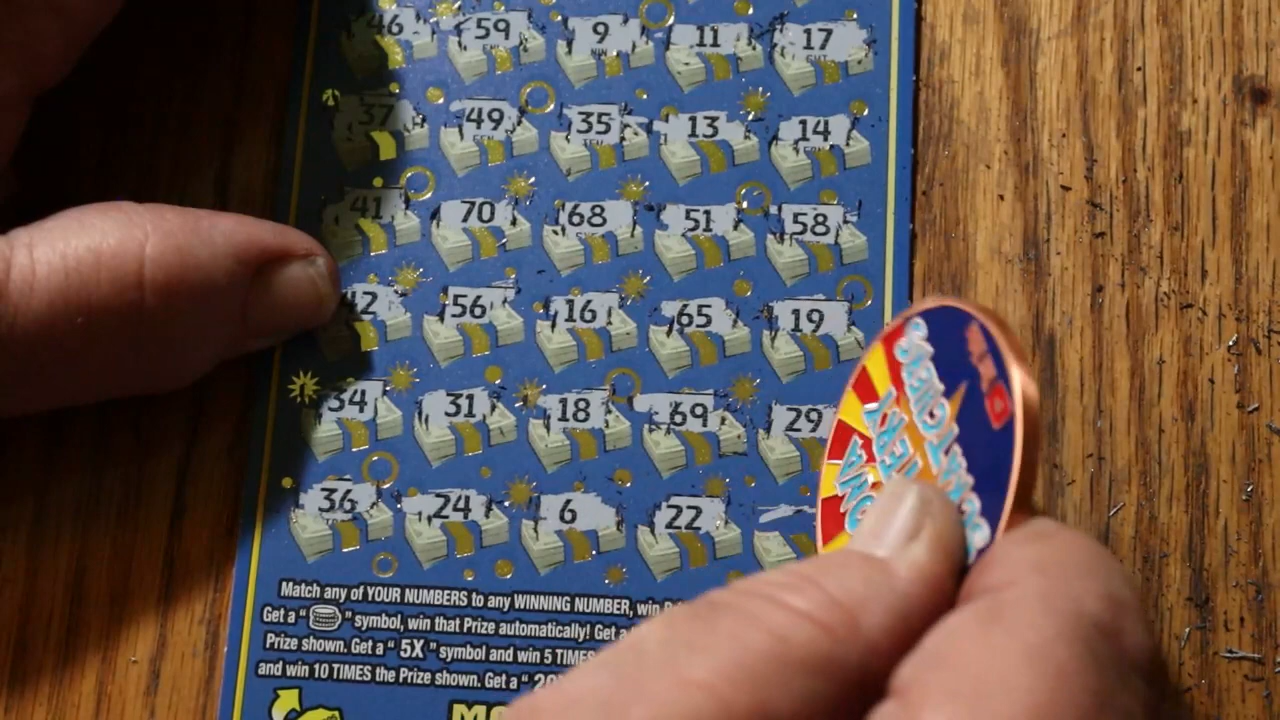 46 59 9 11 17
37 49 35 13 14
41 70 68 51 58
42 56 16 65 19
34 31 18 69 29
36 24 6 22
Match any of YOUR NUMBERS to any WINNING NUMBER, win
Get a " " symbol, win that Prize automatically! Get a
Prize shown. Get a " 5X " symbol and win 5 TIMES
and win 10 TIMES the Prize shown. Get a "